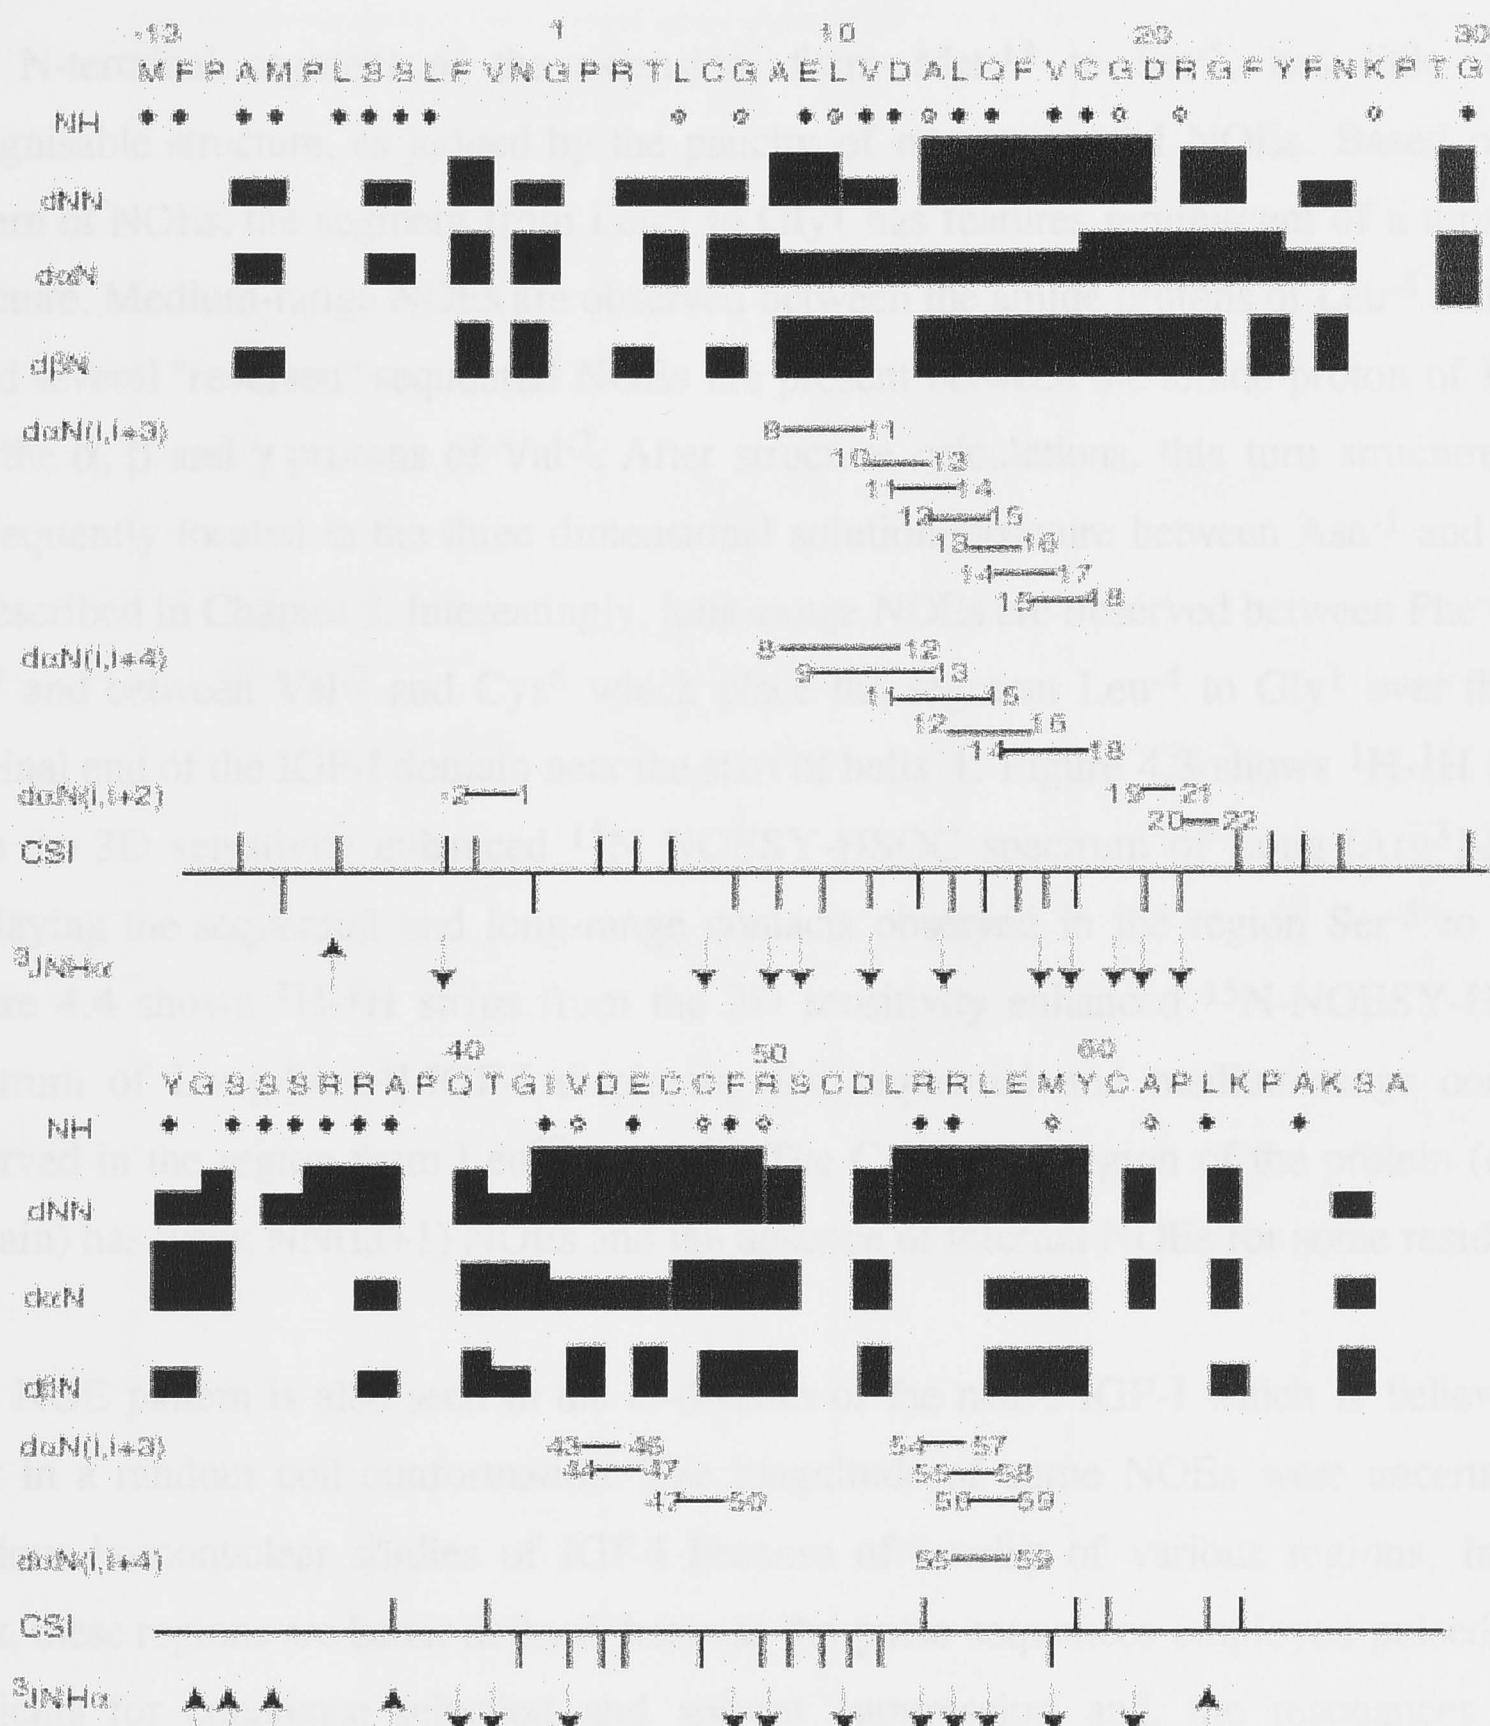 -13 1 10 20 30
M F P A M P L S S L F V N G P R T L C G A E L V D A L Q F V C G D R G F Y F N K P T G
NH
dNN
dαN
dβN
dαN(i,i+3) 8 11
10 13
11 14
12 15
13 16
14 17
15 18
dαN(i,i+4) 8 12
9 13
11 15
12 16
14 18
dαN(i,i+2) -2 1 19 21
20 22
CSI
³JNHα
40 50 60
Y G S S S R R A P Q T G I V D E C C F R S C D L R R L E M Y C A P L K P A K S A
NH
dNN
dαN
dβN
dαN(i,i+3) 43 46 54 57
44 47 55 58
47 50 56 59
dαN(i,i+4) 55 59
CSI
³JNHα